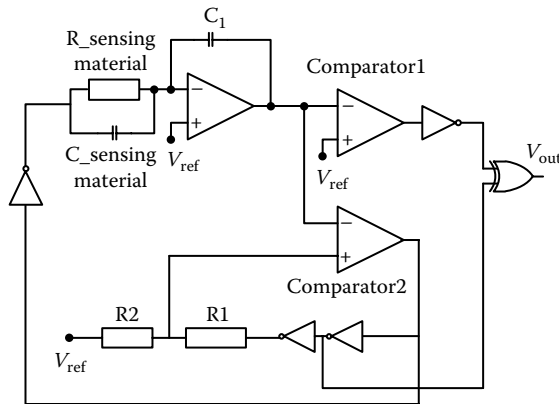 C₁
R_sensing
material
Comparator1
C_sensing
material
V_ref
V_ref
V_out
Comparator2
R2
R1
V_ref
− + − + − +